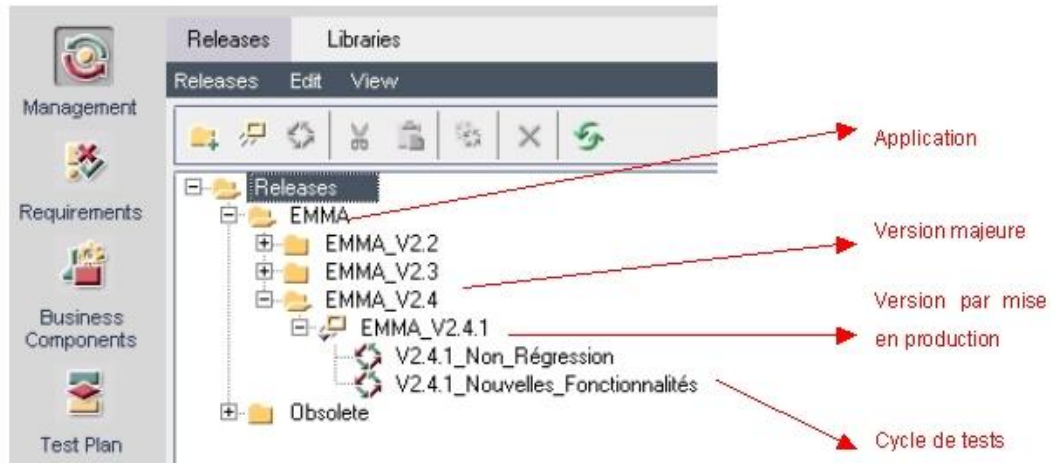 Releases
Libraries
Releases Edit View
Management
Requirements
Business
Components
Test Plan
Releases
EMMA
EMMA_V2.2
EMMA_V2.3
EMMA_V2.4
EMMA_V2.4.1
V2.4.1_Non_Régression
V2.4.1_Nouvelles_Fonctionnalités
Obsolete
Application
Version majeure
Version par mise
en production
Cycle de tests